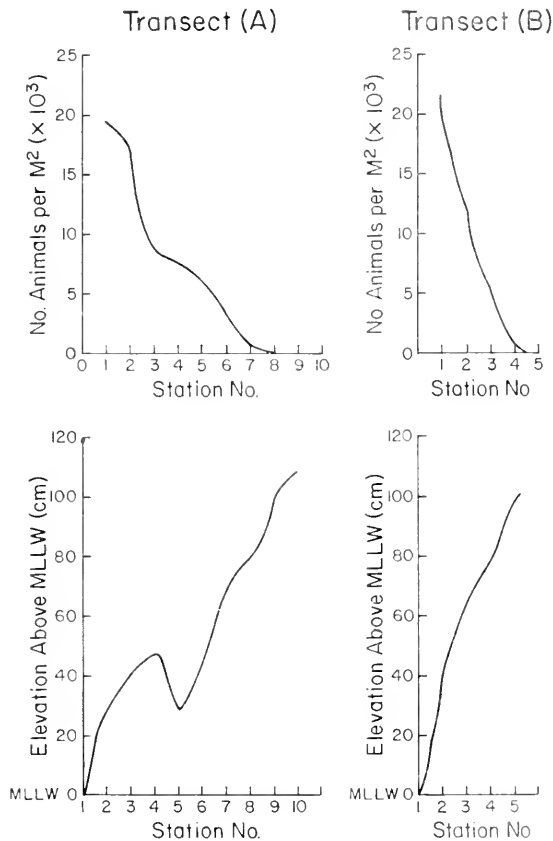 Transect (A)
Transect (B)
No. Animals per M² (x 10³)
25
20
15
10
5
0
0 1 2 3 4 5 6 7 8 9 10
Station No.
No Animals per M² (x 10³)
25
20
15
10
5
0
1 2 3 4 5
Station No
Elevation Above MLLW (cm)
120
100
80
60
40
20
MLLW 0
1 2 3 4 5 6 7 8 9 10
Station No.
Elevation Above MLLW (cm)
120
100
80
60
40
20
MLLW 0
1 2 3 4 5
Station No